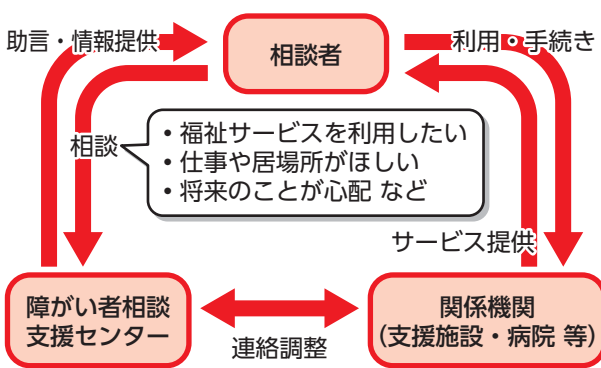 助言・情報提供
相談者
利用・手続き
相談
・福祉サービスを利用したい
・仕事や居場所がほしい
・将来のことが心配 など
サービス提供
障がい者相談
支援センター
連絡調整
関係機関
(支援施設・病院 等)